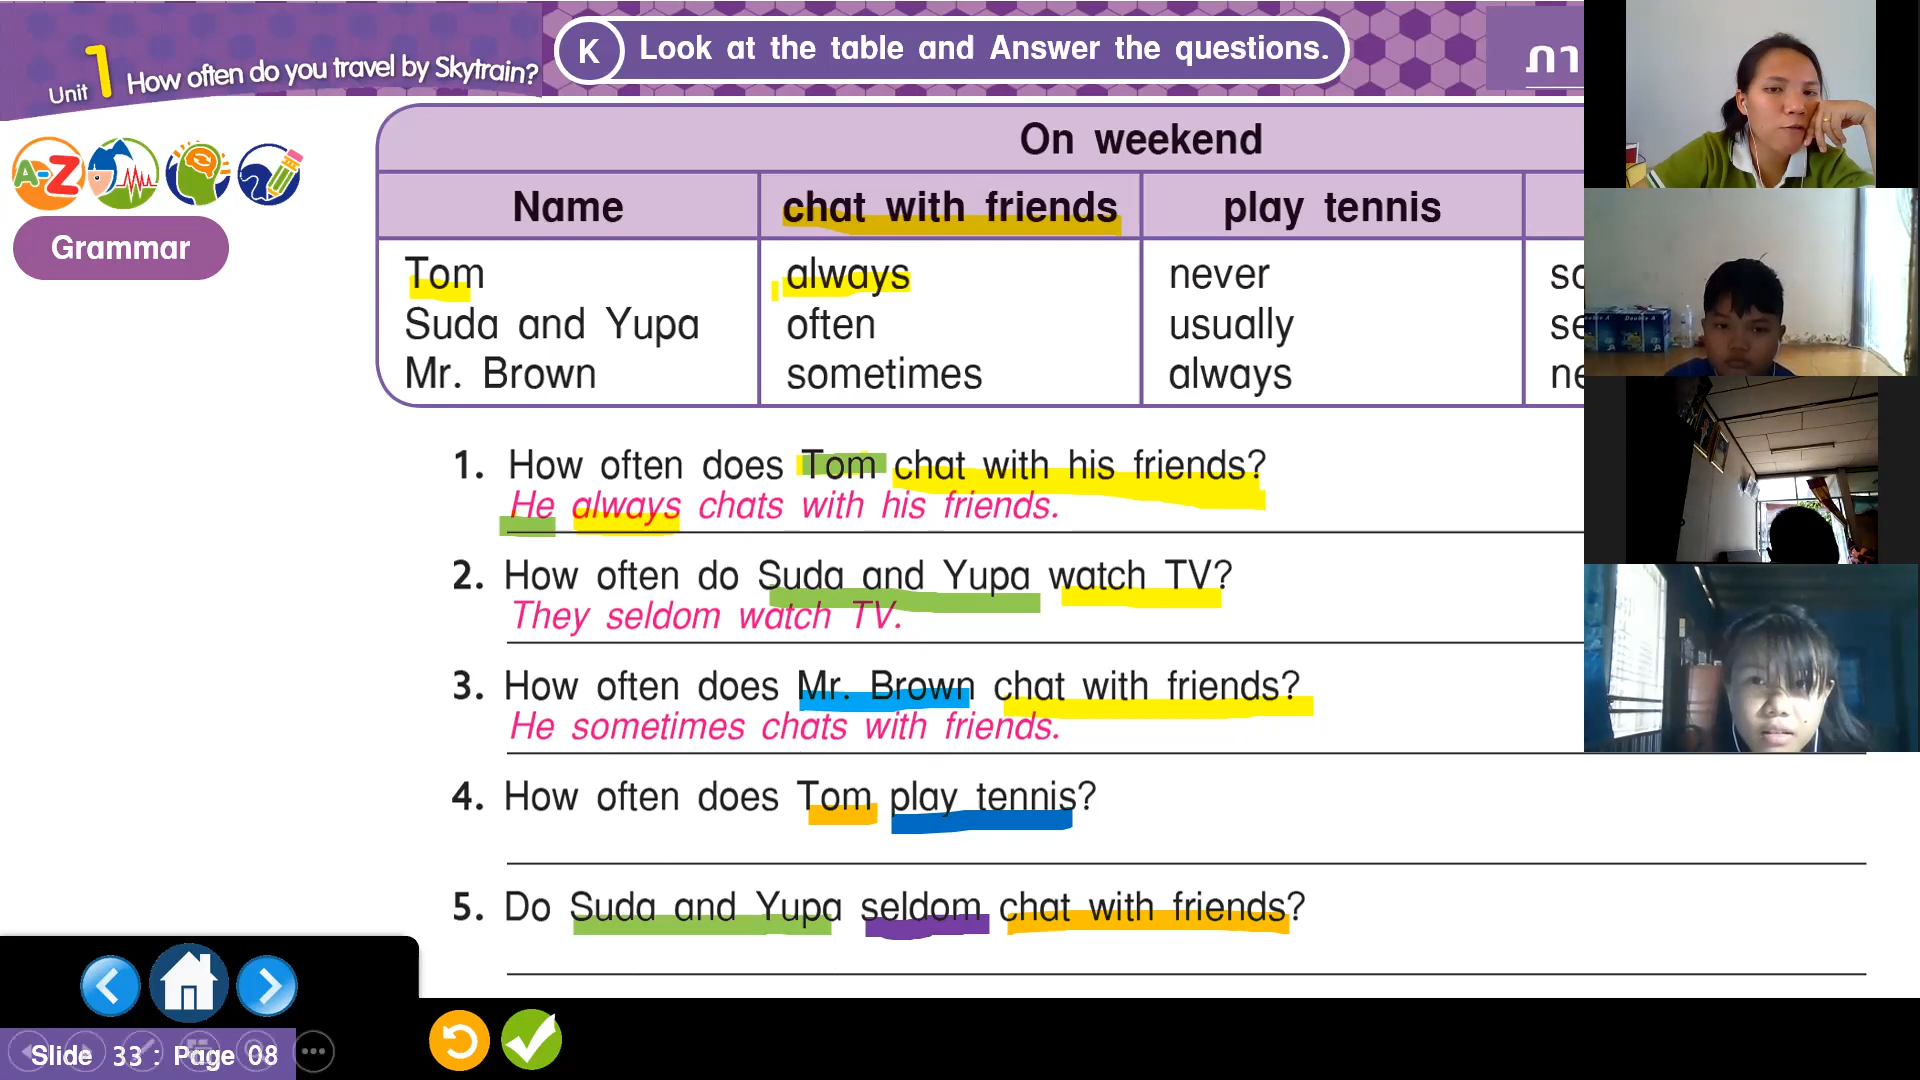 Unit 1 How often do you travel by Skytrain?
K Look at the table and Answer the questions.
ภา
A-Z
Grammar
On weekend
Name chat with friends play tennis
Tom always never
Suda and Yupa often usually
Mr. Brown sometimes always
1. How often does Tom chat with his friends?
He always chats with his friends.
2. How often do Suda and Yupa watch TV?
They seldom watch TV.
3. How often does Mr. Brown chat with friends?
He sometimes chats with friends.
4. How often does Tom play tennis?
5. Do Suda and Yupa seldom chat with friends?
Slide 33 : Page 08
Double A Double A